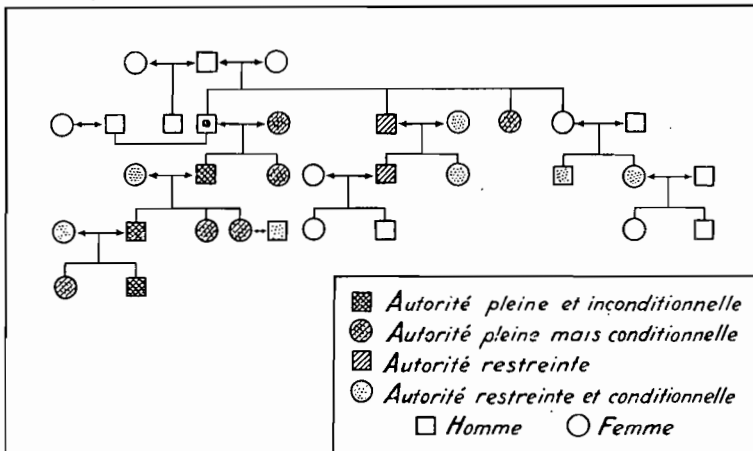 Autorité pleine et inconditionnelle
Autorité pleine mais conditionnelle
Autorité restreinte
Autorité restreinte et conditionnelle
Homme Femme